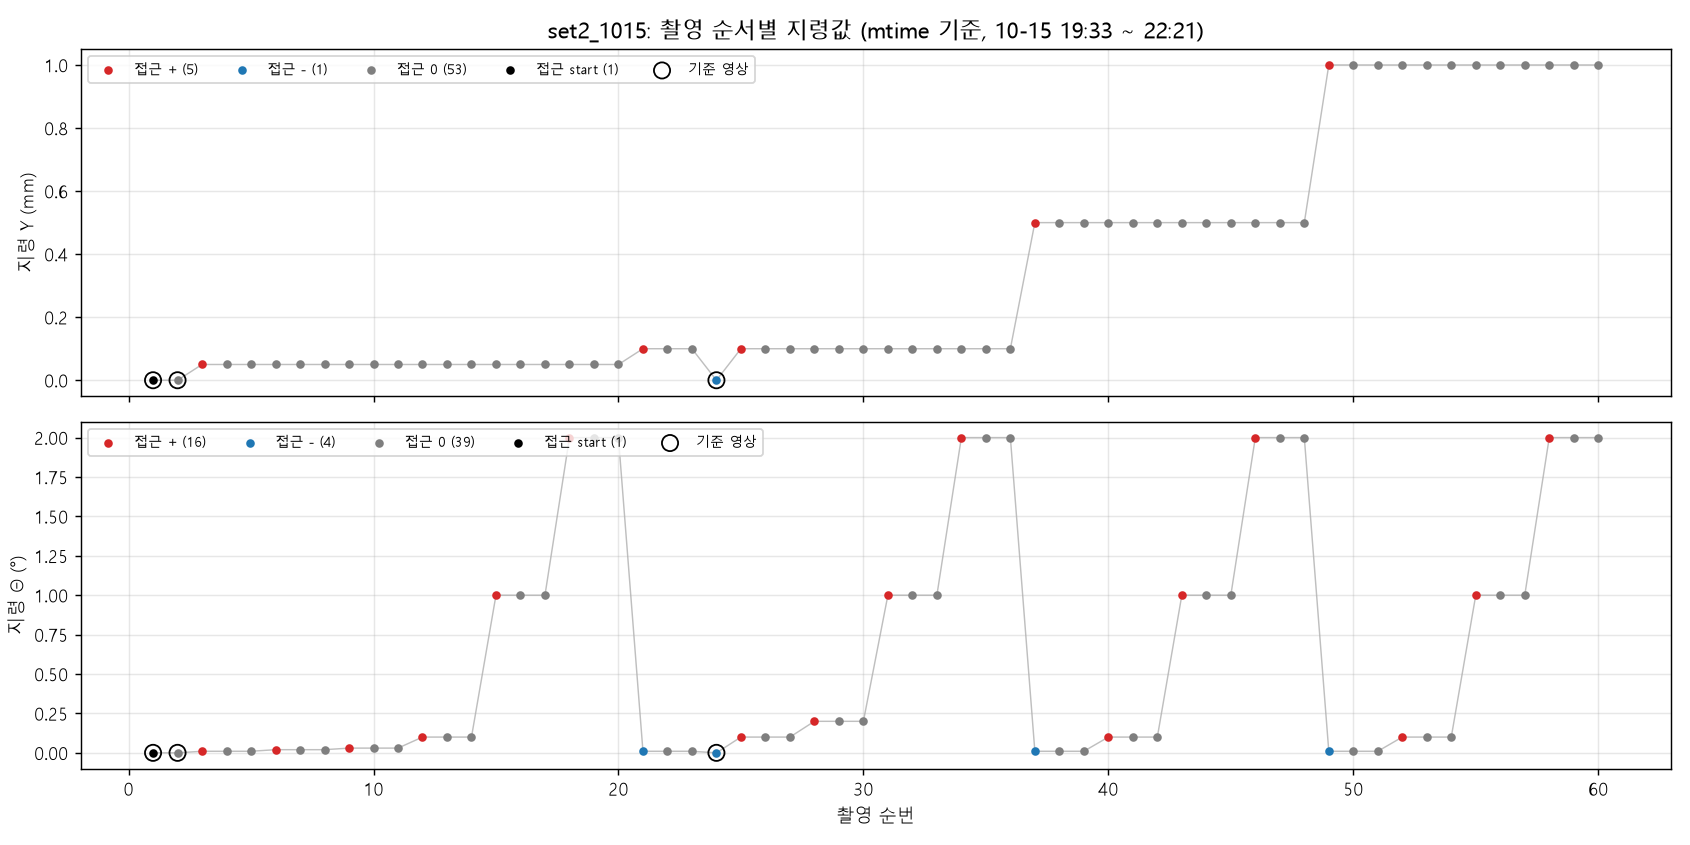 set2_1015: 촬영 순서별 지령값 (mtime 기준, 10-15 19:33 ~ 22:21)
접근 + (5) 접근 - (1) 접근 0 (53) 접근 start (1) 기준 영상
1.0
0.8
0.6
0.4
0.2
0.0
지령 Y (mm)
접근 + (16) 접근 - (4) 접근 0 (39) 접근 start (1) 기준 영상
2.00
1.75
1.50
1.25
1.00
0.75
0.50
0.25
0.00
지령 Θ (°)
0 10 20 30 40 50 60
촬영 순번